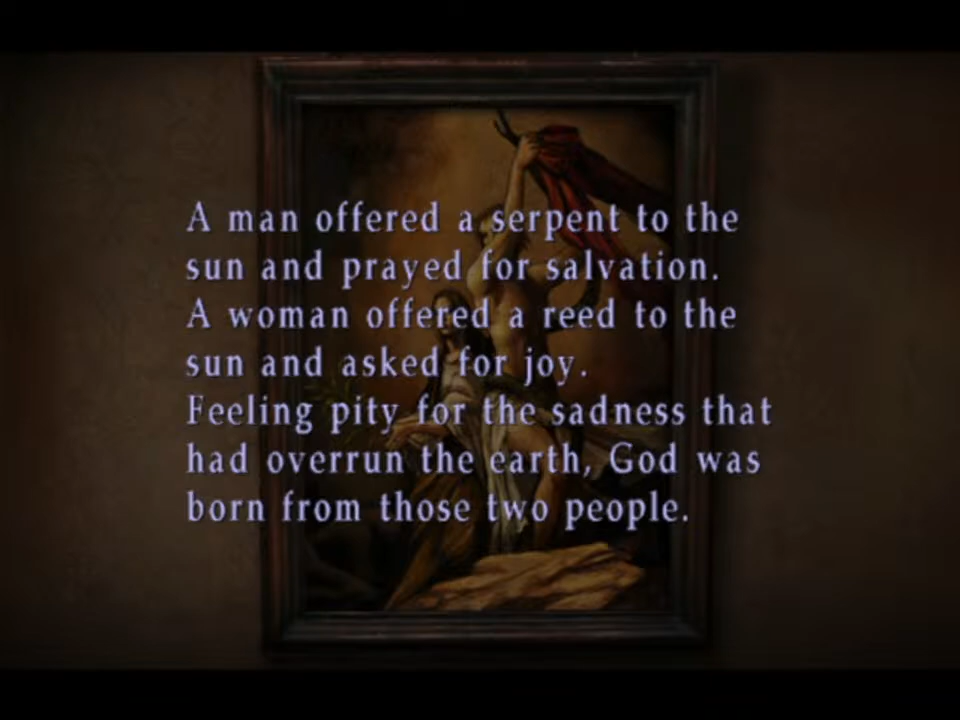 A man offered a serpent to the
sun and prayed for salvation.
A woman offered a reed to the
sun and asked for joy.
Feeling pity for the sadness that
had overrun the earth, God was
born from those two people.